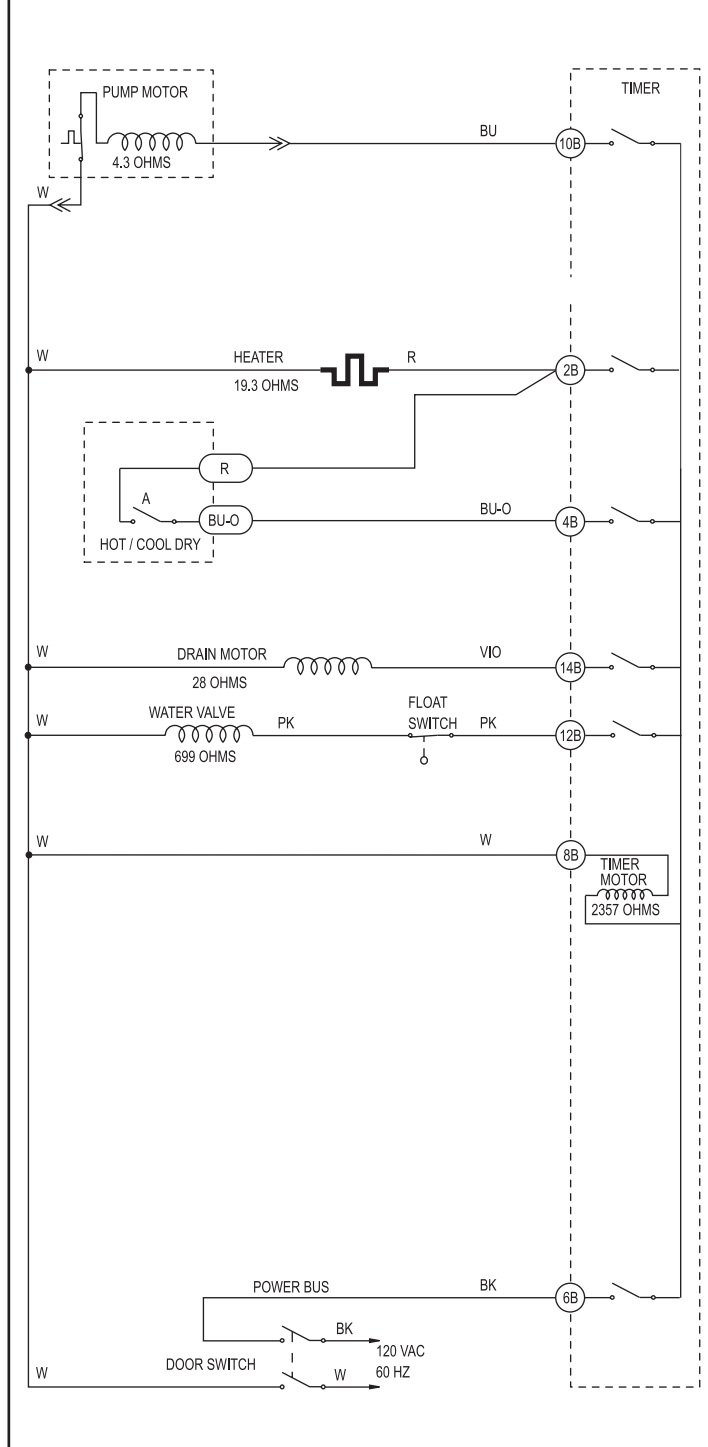 PUMP MOTOR
TIMER
BU
10B
4.3 OHMS
W
W
HEATER
R
2B
19.3 OHMS
R
A
BU-O
BU-O
4B
HOT / COOL DRY
W
DRAIN MOTOR
VIO
14B
28 OHMS
FLOAT
SWITCH
W
WATER VALVE
PK
PK
12B
699 OHMS
W
W
8B
TIMER
MOTOR
2357 OHMS
POWER BUS
BK
6B
BK
120 VAC
60 HZ
DOOR SWITCH
W
W